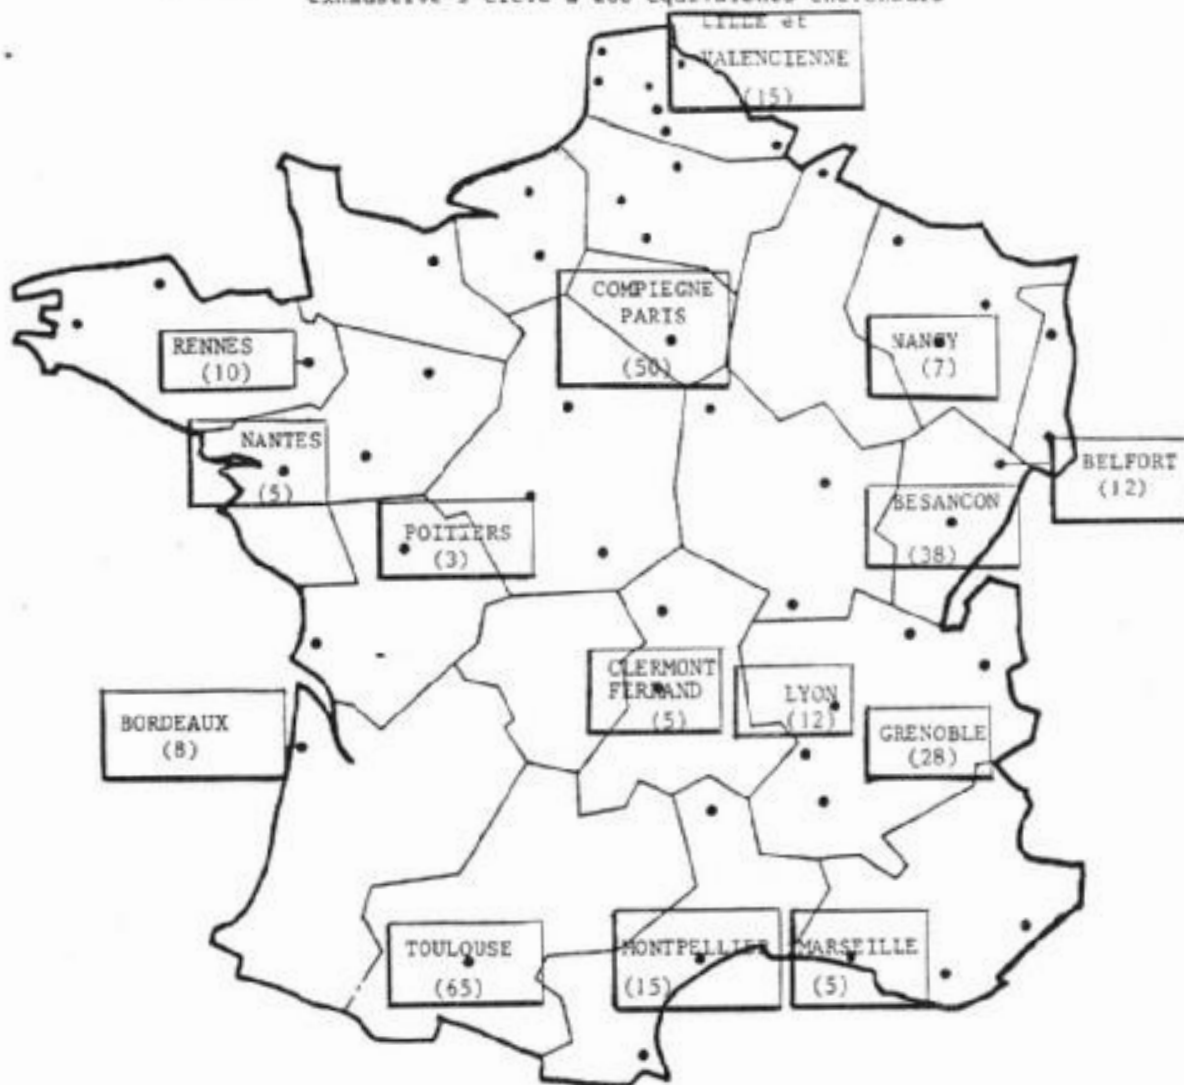 LILLE et
VALENCIENNE
(15)
COMPIEGNE
PARIS
(50)
RENNES
(10)
NANCY
(7)
NANTES
(5)
BELFORT
(12)
BESANCON
(38)
POITIERS
(3)
CLERMONT
FERRAND
(5)
LYON
(12)
BORDEAUX
(8)
GRENOBLE
(28)
TOULOUSE
(65)
MONTPELLIER
(15)
MARSEILLE
(5)